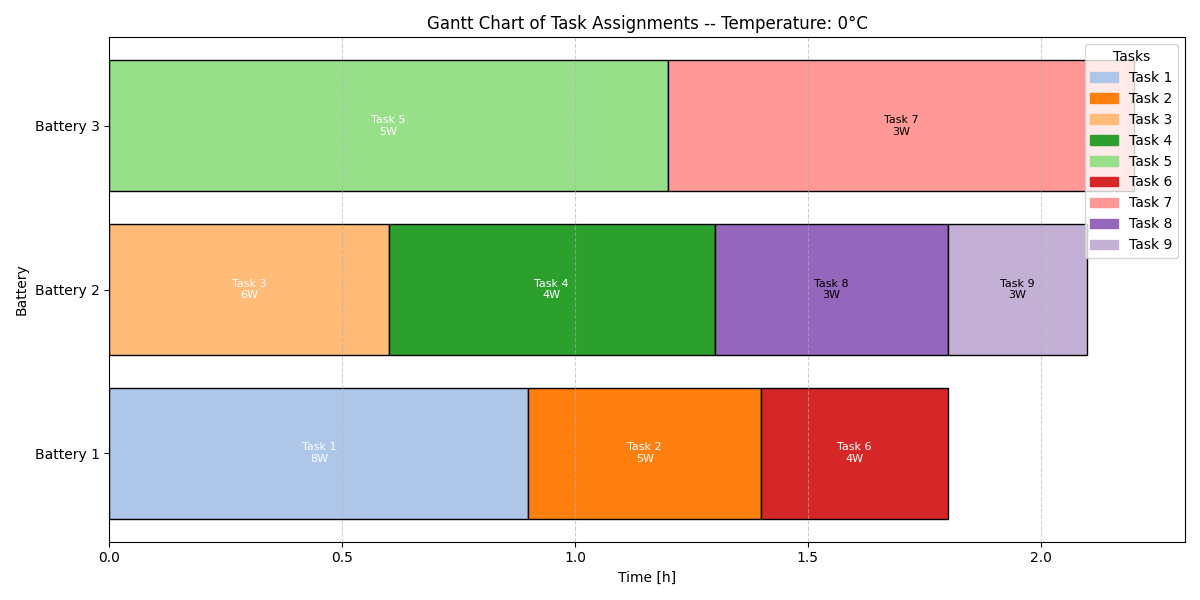 Gantt Chart of Task Assignments -- Temperature: 0°C
Battery
Battery 3
Battery 2
Battery 1
Task 5
5W
Task 7
3W
Task 3
6W
Task 4
4W
Task 8
3W
Task 9
3W
Task 1
8W
Task 2
5W
Task 6
4W
Tasks
Task 1
Task 2
Task 3
Task 4
Task 5
Task 6
Task 7
Task 8
Task 9
0.0
0.5
1.0
1.5
2.0
Time [h]